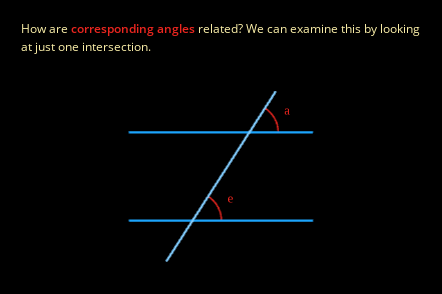 How are corresponding angles related? We can examine this by looking
at just one intersection.
a
e